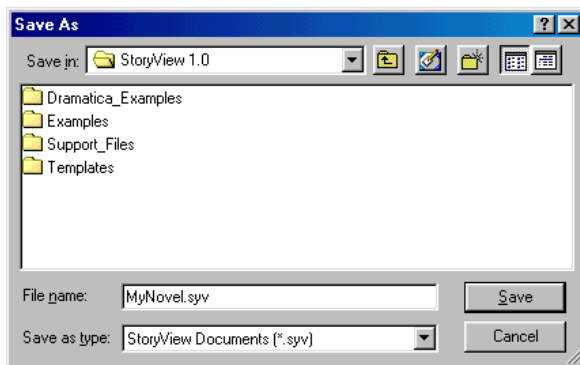 Save As
Save in: StoryView 1.0
Dramatica_Examples
Examples
Support_Files
Templates
File name: MyNovel.syv Save
Save as type: StoryView Documents (*.syv) Cancel